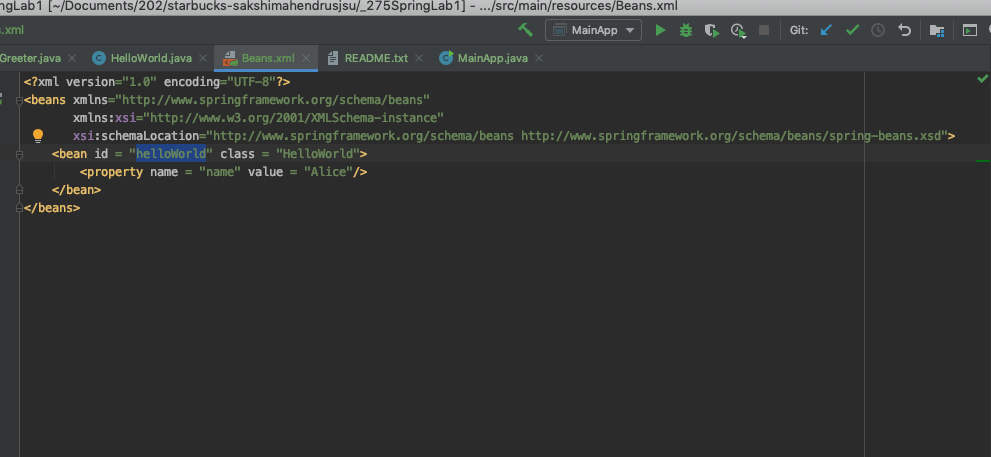 ngLab1 [~/Documents/202/starbucks-sakshimahendrusjsu/_275SpringLab1] - .../src/main/resources/Beans.xml
s.xml MainApp Git:
Greeter.java HelloWorld.java Beans.xml README.txt MainApp.java
<?xml version="1.0" encoding="UTF-8"?>
<beans xmlns="http://www.springframework.org/schema/beans"
xmlns:xsi="http://www.w3.org/2001/XMLSchema-instance"
xsi:schemaLocation="http://www.springframework.org/schema/beans http://www.springframework.org/schema/beans/spring-beans.xsd">
<bean id = "helloWorld" class = "HelloWorld">
<property name = "name" value = "Alice"/>
</bean>
</beans>